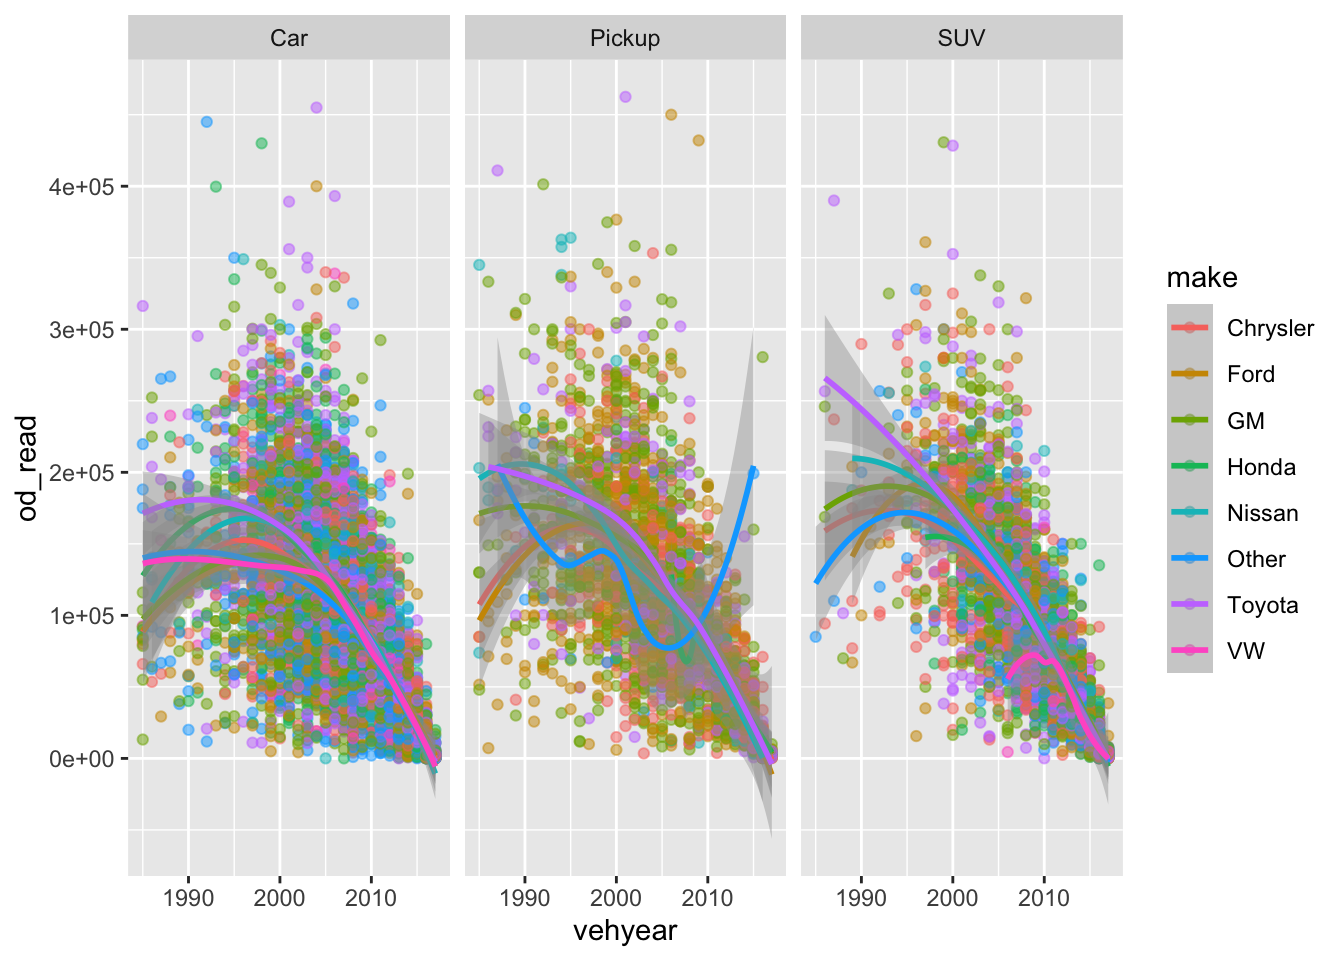 Car Pickup SUV
4e+05
3e+05
2e+05
1e+05
0e+00
od_read
1990 2000 2010 1990 2000 2010 1990 2000 2010
vehyear
make
Chrysler
Ford
GM
Honda
Nissan
Other
Toyota
VW